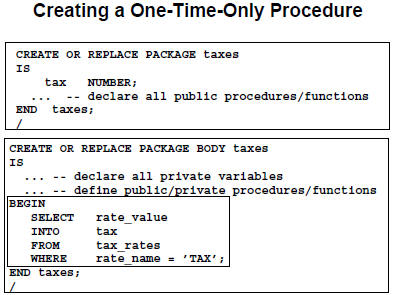 Creating a One-Time-Only Procedure
CREATE OR REPLACE PACKAGE taxes
IS
tax NUMBER;
... -- declare all public procedures/functions
END taxes;
/
CREATE OR REPLACE PACKAGE BODY taxes
IS
... -- declare all private variables
... -- define public/private procedures/functions
BEGIN
SELECT rate_value
INTO tax
FROM tax_rates
WHERE rate_name = ’TAX’;
END taxes;
/